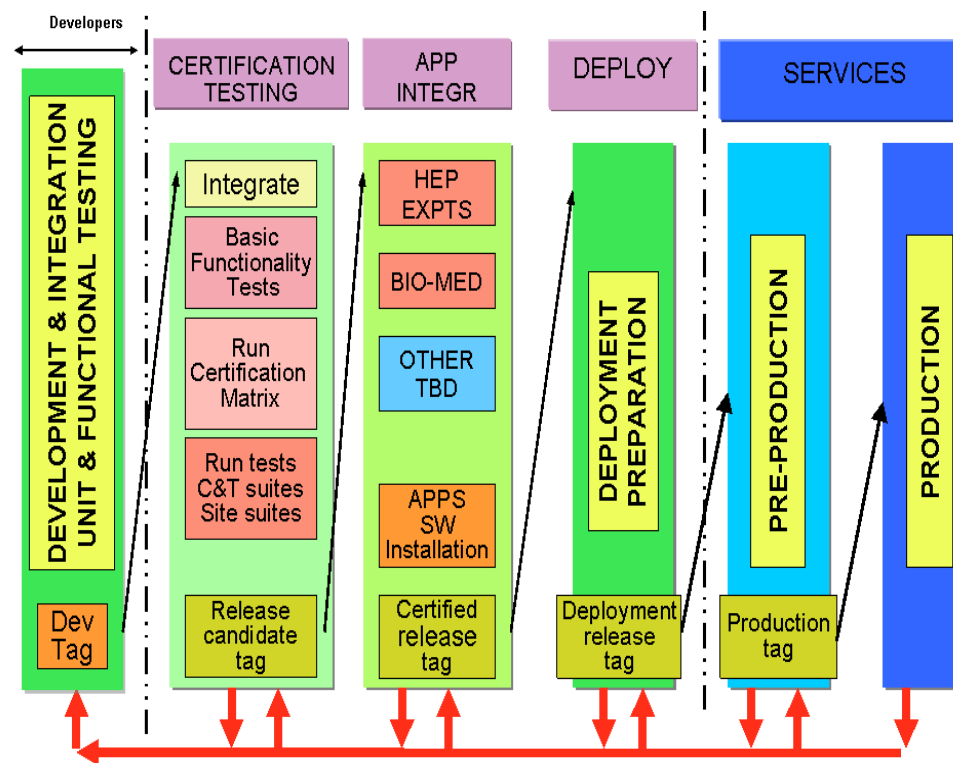 Developers
CERTIFICATION
TESTING
APP
INTEGR
DEPLOY
SERVICES
DEVELOPMENT & INTEGRATION
UNIT & FUNCTIONAL TESTING
Dev
Tag
Integrate
Basic
Functionality
Tests
Run
Certification
Matrix
Run tests
C&T suites
Site suites
Release
candidate
tag
HEP
EXPTS
BIO-MED
OTHER
TBD
APPS
SW
Installation
Certified
release
tag
DEPLOYMENT
PREPARATION
Deployment
release
tag
PRE-PRODUCTION
Production
tag
PRODUCTION